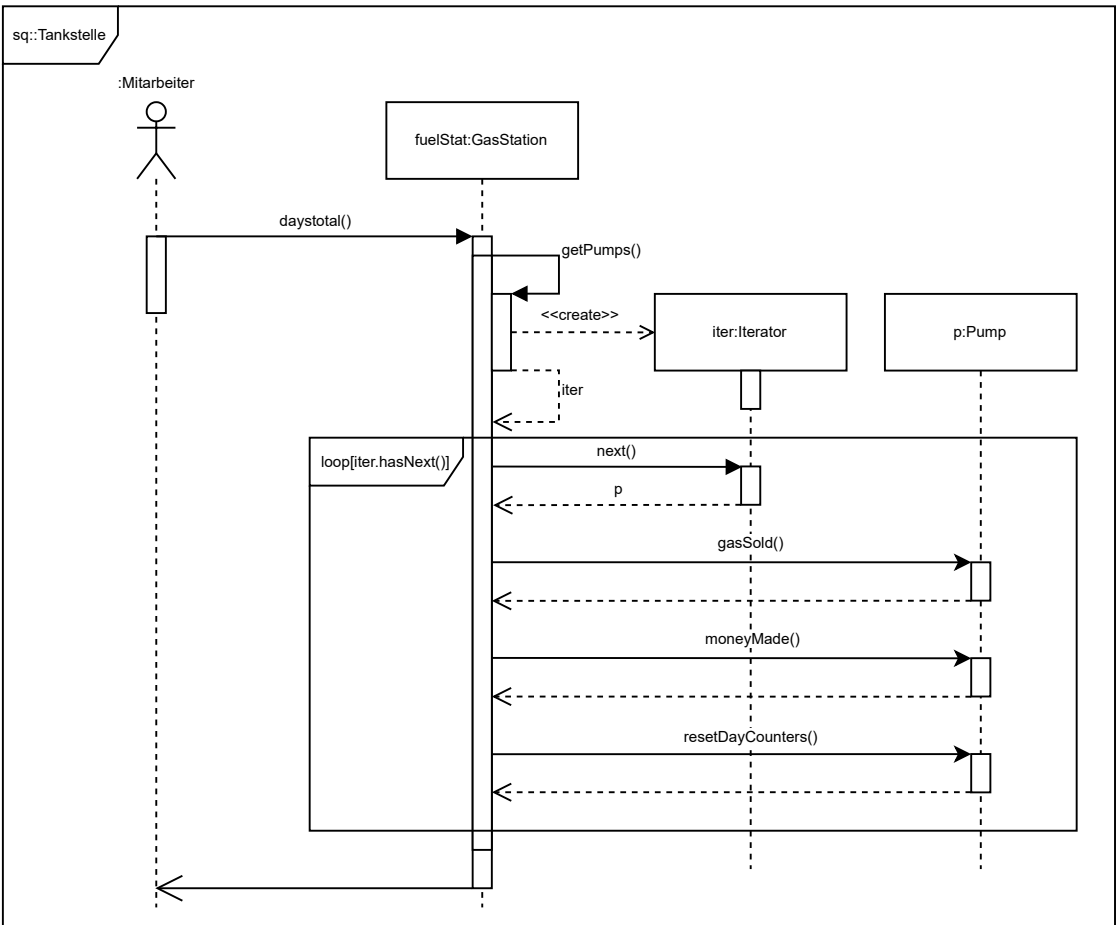 sq::Tankstelle
:Mitarbeiter
fuelStat:GasStation
daystotal()
getPumps()
<<create>>
iter:Iterator
p:Pump
iter
loop[iter.hasNext()]
next()
p
gasSold()
moneyMade()
resetDayCounters()